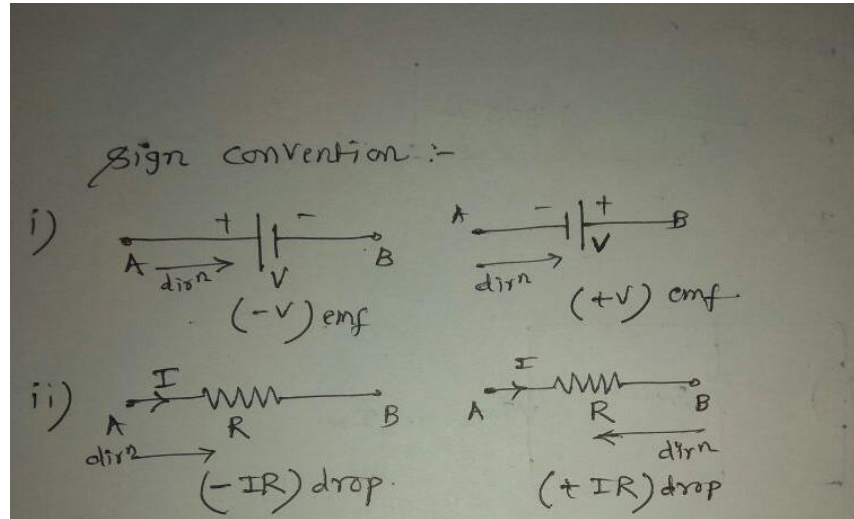 Sign convention :-
i) + - A - + B
A dirⁿ V B dirⁿ V
(-V) emf (+V) emf
ii) I I
A R B A R B
dirⁿ dirⁿ
(-IR) drop. (+IR) drop